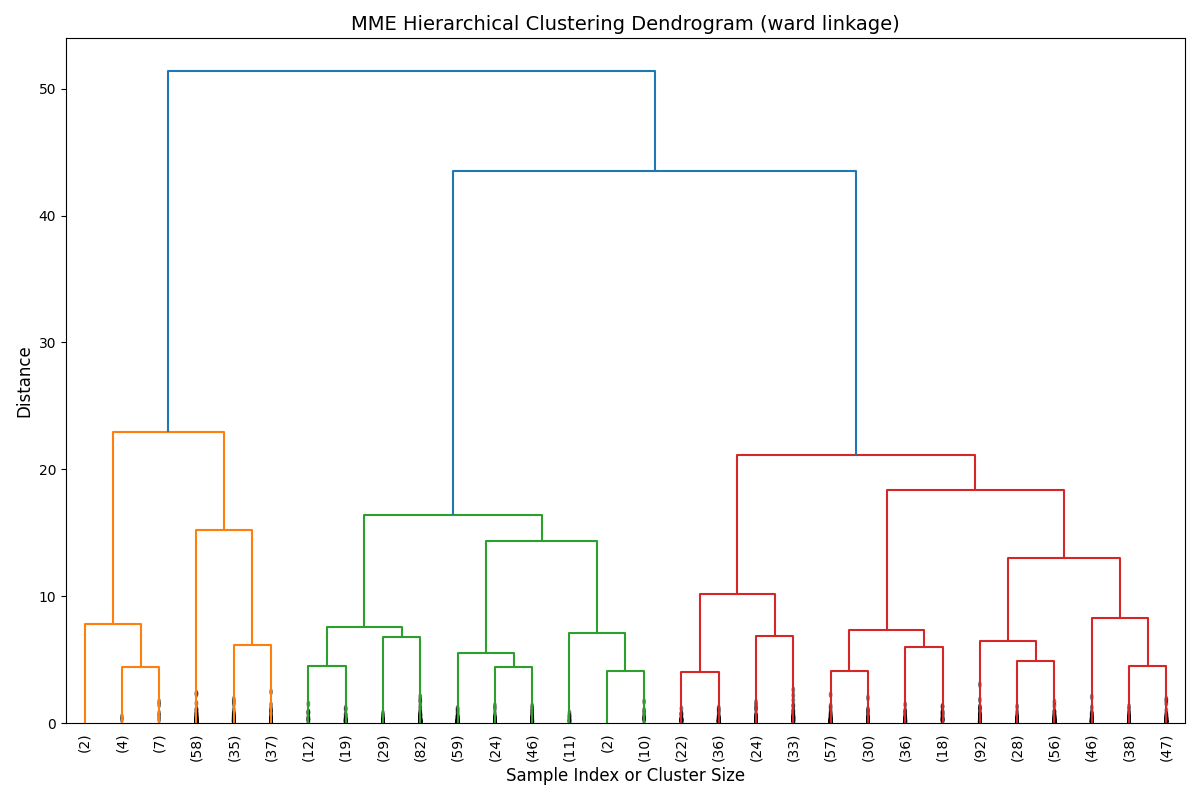 MME Hierarchical Clustering Dendrogram (ward linkage)
50
40
30
20
10
0
Distance
(2) (4) (7) (58) (35) (37) (12) (19) (29) (82) (59) (24) (46) (11) (2) (10) (22) (36) (24) (33) (57) (30) (36) (18) (92) (28) (56) (46) (38) (47)
Sample Index or Cluster Size